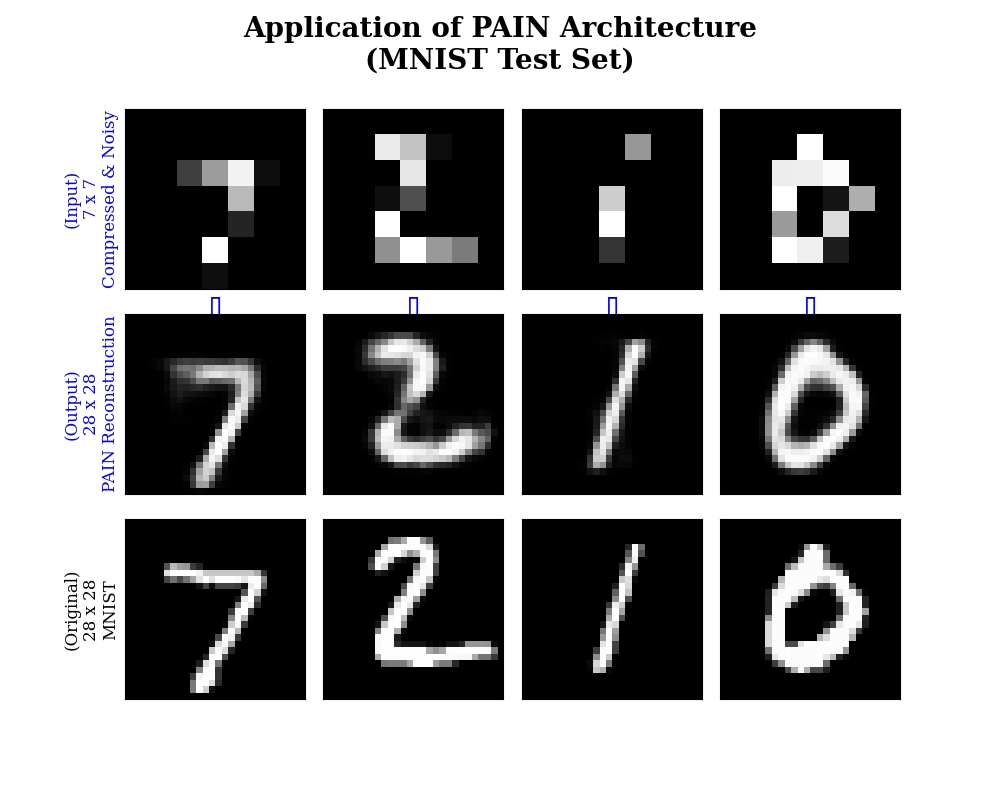 Application of PAIN Architecture
(MNIST Test Set)
(Input)
7 x 7
Compressed & Noisy
(Output)
28 x 28
PAIN Reconstruction
(Original)
28 x 28
MNIST